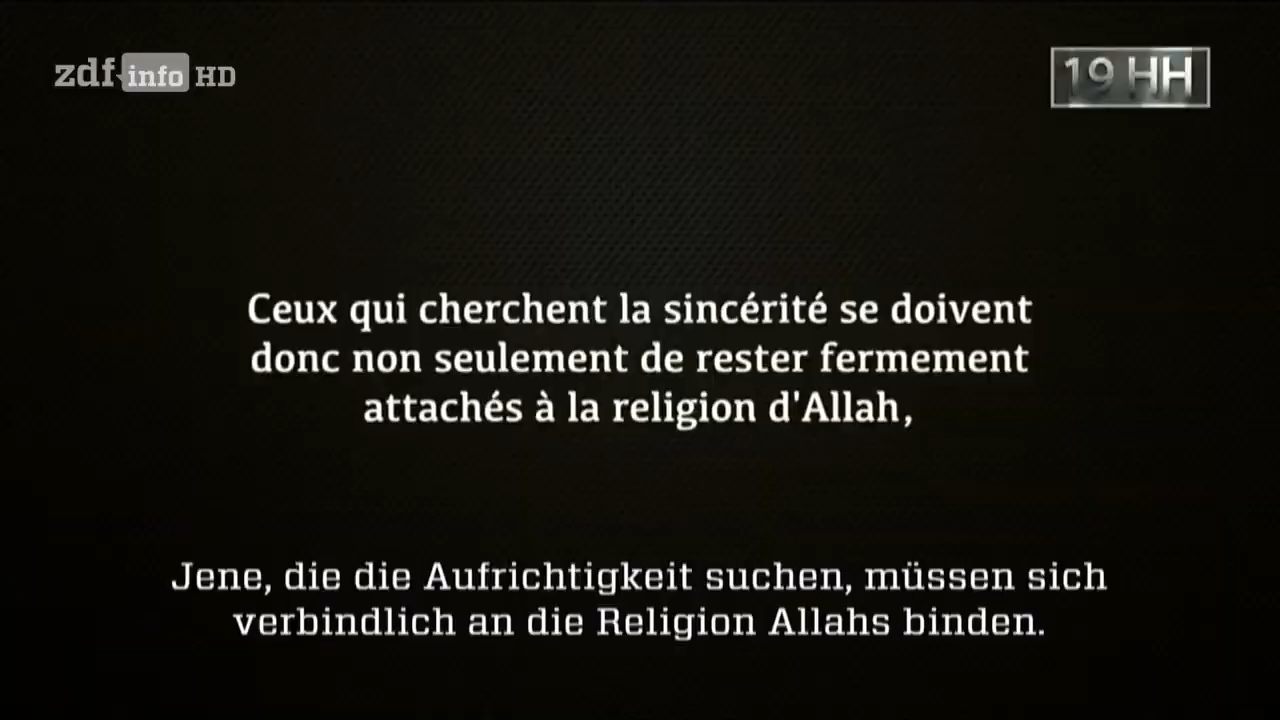 zdf info HD
19 HH
Ceux qui cherchent la sincérité se doivent
donc non seulement de rester fermement
attachés à la religion d'Allah,
Jene, die die Aufrichtigkeit suchen, müssen sich
verbindlich an die Religion Allahs binden.